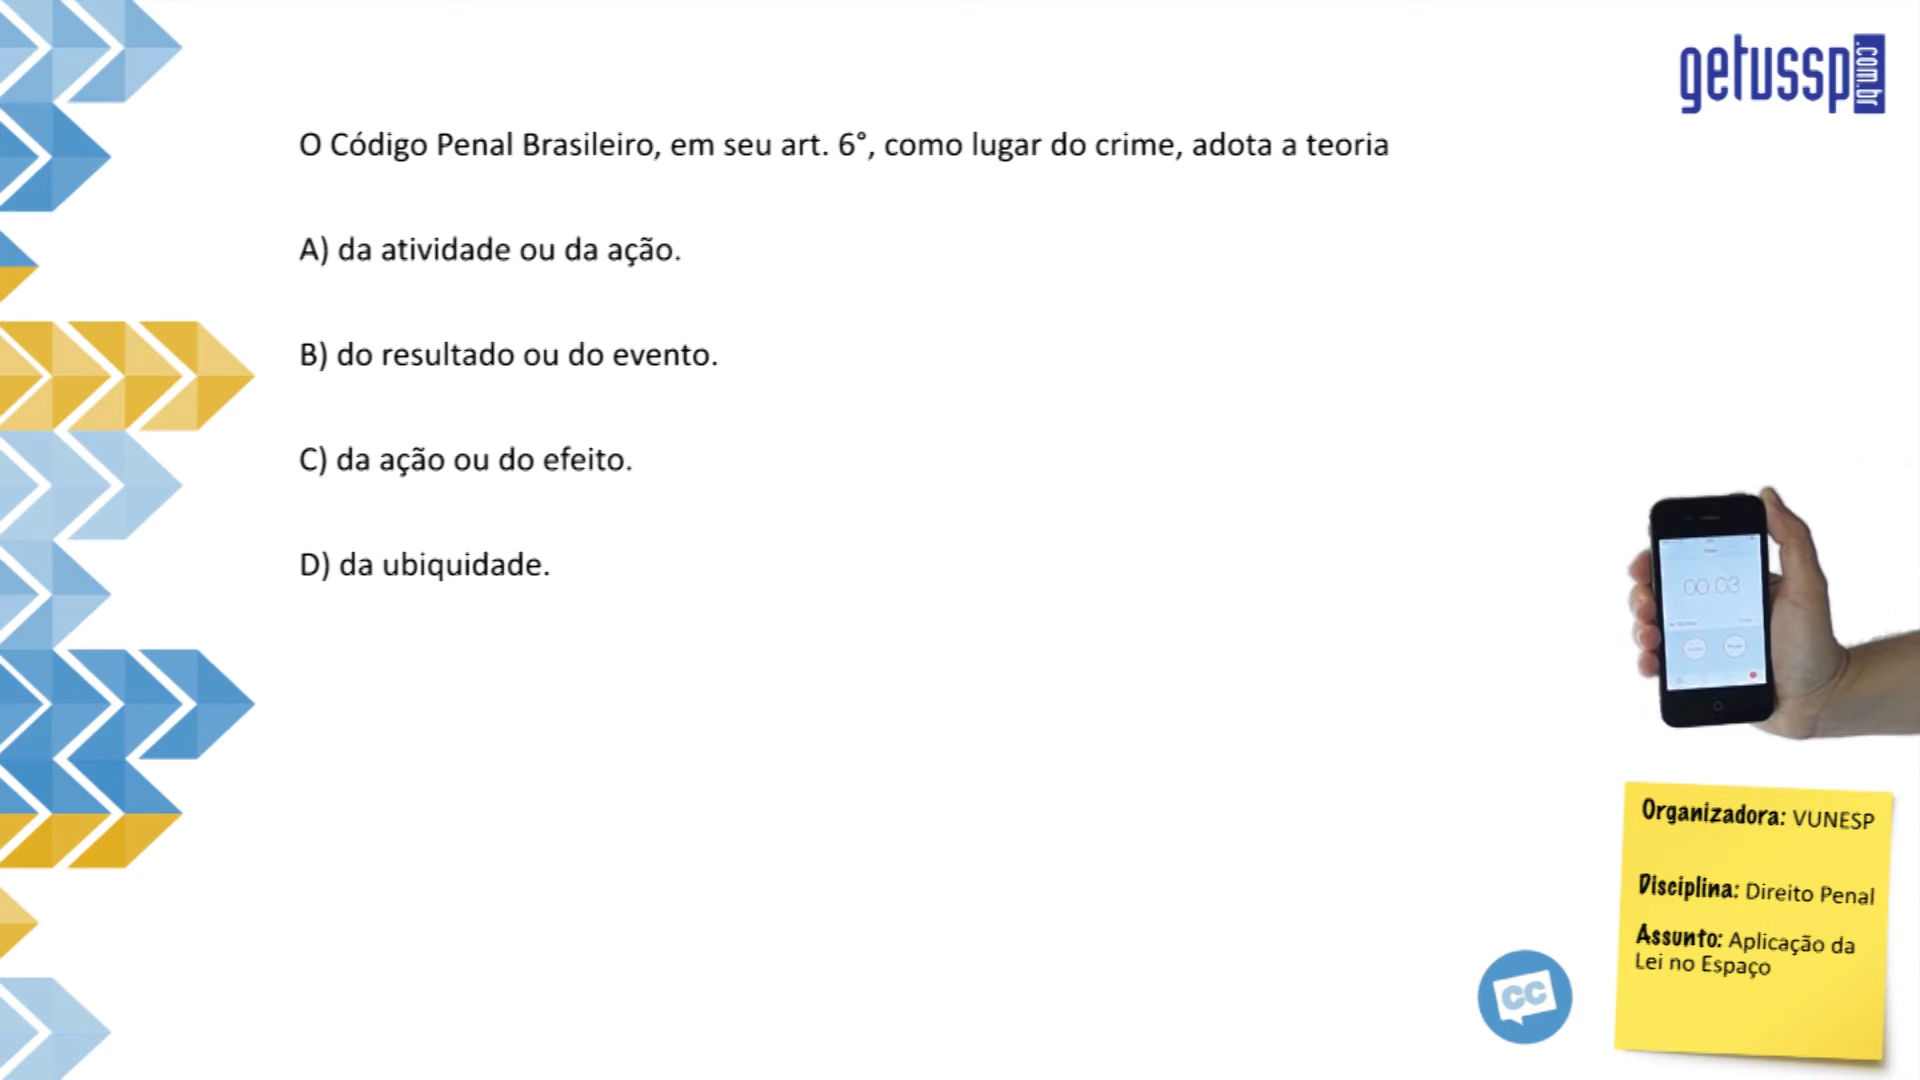 getussp.com.br
O Código Penal Brasileiro, em seu art. 6°, como lugar do crime, adota a teoria
A) da atividade ou da ação.
B) do resultado ou do evento.
C) da ação ou do efeito.
D) da ubiquidade.
00:03
Organizadora: VUNESP
Disciplina: Direito Penal
Assunto: Aplicação da
Lei no Espaço
CC